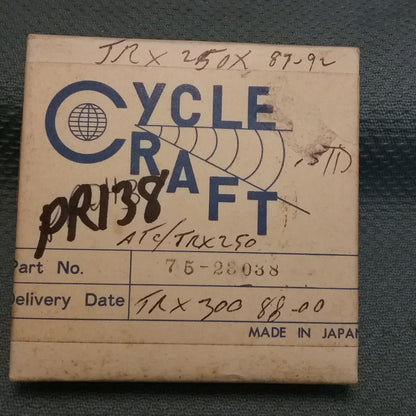 TRX 250X 87-92
CYCLE
CRAFT
.STD
PR138
ATC/TRX250
Part No. 75-23038
Delivery Date TRX 300 88-00
MADE IN JAPAN